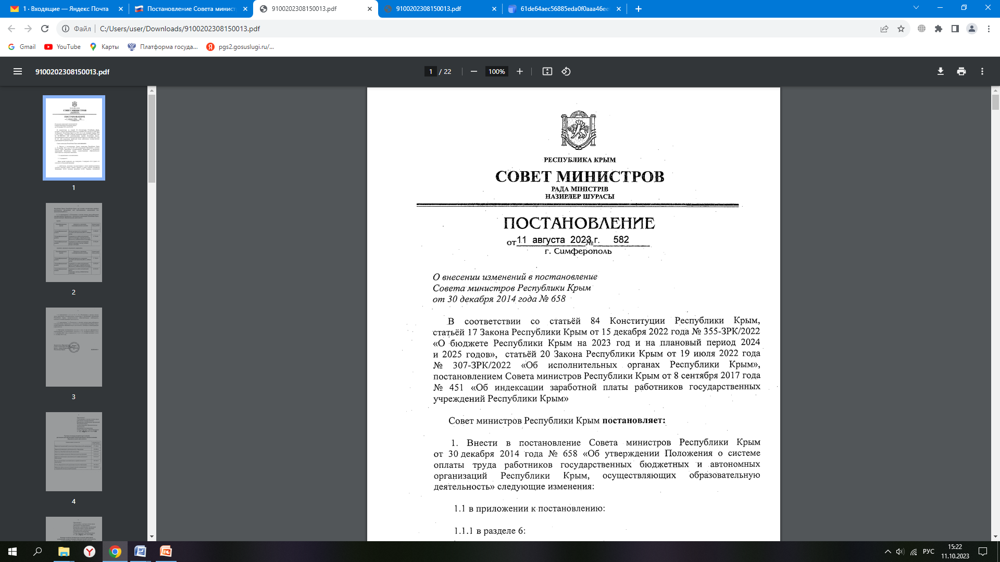 1 · Входящие — Яндекс Почта
Постановление Совета минист
9100202308150013.pdf
9100202308150013.pdf
61de64aec56885eda0f0aaa46ee
Файл
C:/Users/user/Downloads/9100202308150013.pdf
Gmail
YouTube
Карты
Платформа госуда...
pgs2.gosuslugi.ru/...
9100202308150013.pdf
1 / 22
100%
1
2
3
4
РЕСПУБЛИКА КРЫМ
СОВЕТ МИНИСТРОВ
РАДА МІНІСТРІВ
НАЗИРЛЕР ШУРАСЫ
ПОСТАНОВЛЕНИЕ
от 11 августа 2023 г. № 582
г. Симферополь
О внесении изменений в постановление
Совета министров Республики Крым
от 30 декабря 2014 года № 658
В соответствии со статьёй 84 Конституции Республики Крым,
статьёй 17 Закона Республики Крым от 15 декабря 2022 года № 355-ЗРК/2022
«О бюджете Республики Крым на 2023 год и на плановый период 2024
и 2025 годов», статьёй 20 Закона Республики Крым от 19 июля 2022 года
№ 307-ЗРК/2022 «Об исполнительных органах Республики Крым»,
постановлением Совета министров Республики Крым от 8 сентября 2017 года
№ 451 «Об индексации заработной платы работников государственных
учреждений Республики Крым»
Совет министров Республики Крым постановляет:
1. Внести в постановление Совета министров Республики Крым
от 30 декабря 2014 года № 658 «Об утверждении Положения о системе
оплаты труда работников государственных бюджетных и автономных
организаций Республики Крым, осуществляющих образовательную
деятельность» следующие изменения:
1.1 в приложении к постановлению:
1.1.1 в разделе 6:
РУС
15:22
11.10.2023